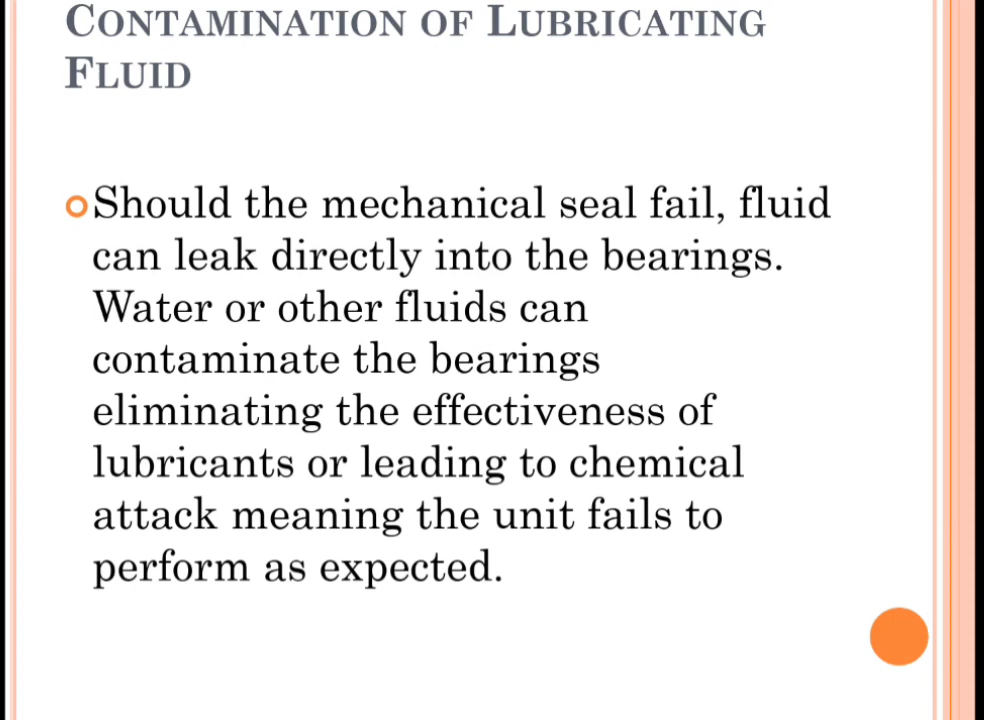 CONTAMINATION OF LUBRICATING
FLUID
Should the mechanical seal fail, fluid
can leak directly into the bearings.
Water or other fluids can
contaminate the bearings
eliminating the effectiveness of
lubricants or leading to chemical
attack meaning the unit fails to
perform as expected.